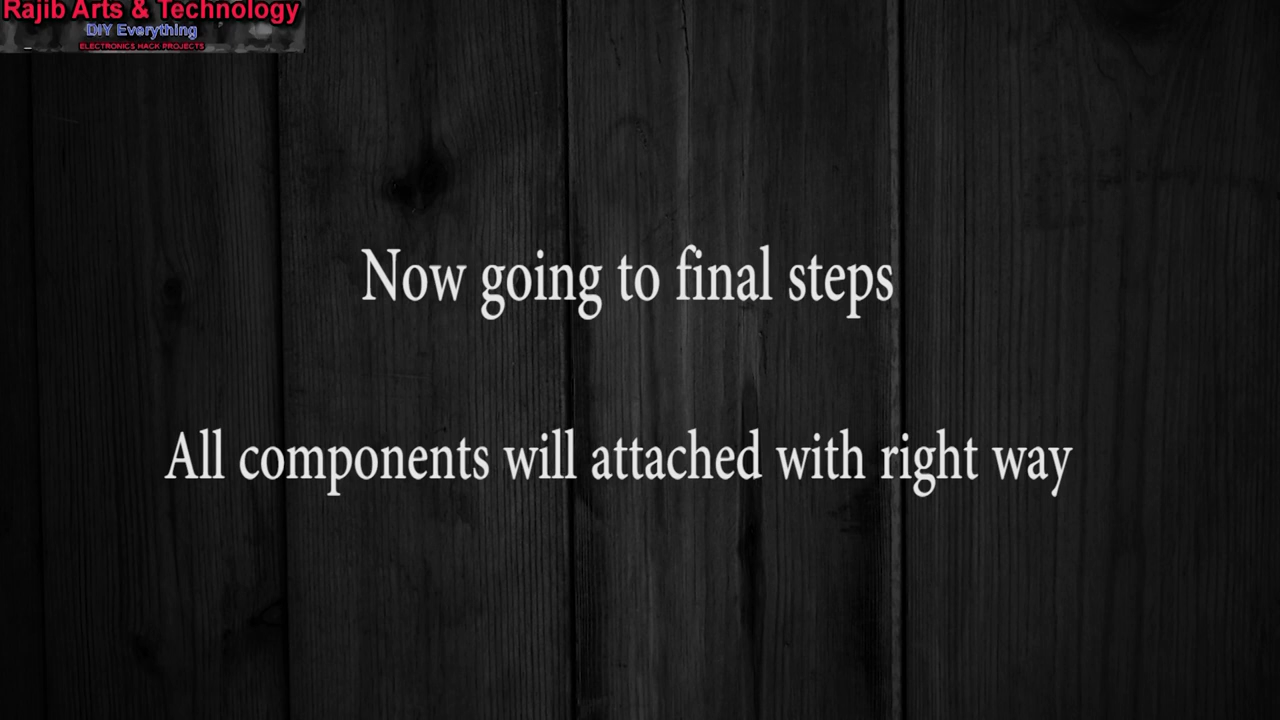 Rajib Arts & Technology
DIY Everything
ELECTRONICS HACK PROJECTS
Now going to final steps
All components will attached with right way